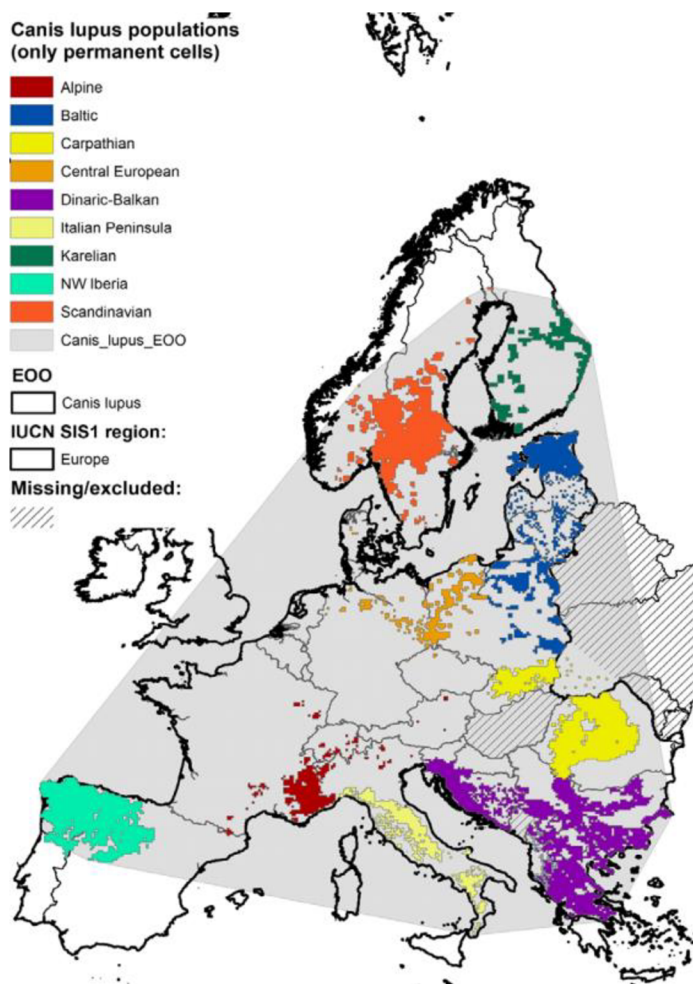 Canis lupus populations
(only permanent cells)
Alpine
Baltic
Carpathian
Central European
Dinaric-Balkan
Italian Peninsula
Karelian
NW Iberia
Scandinavian
Canis_lupus_EOO
EOO
Canis lupus
IUCN SIS1 region:
Europe
Missing/excluded: